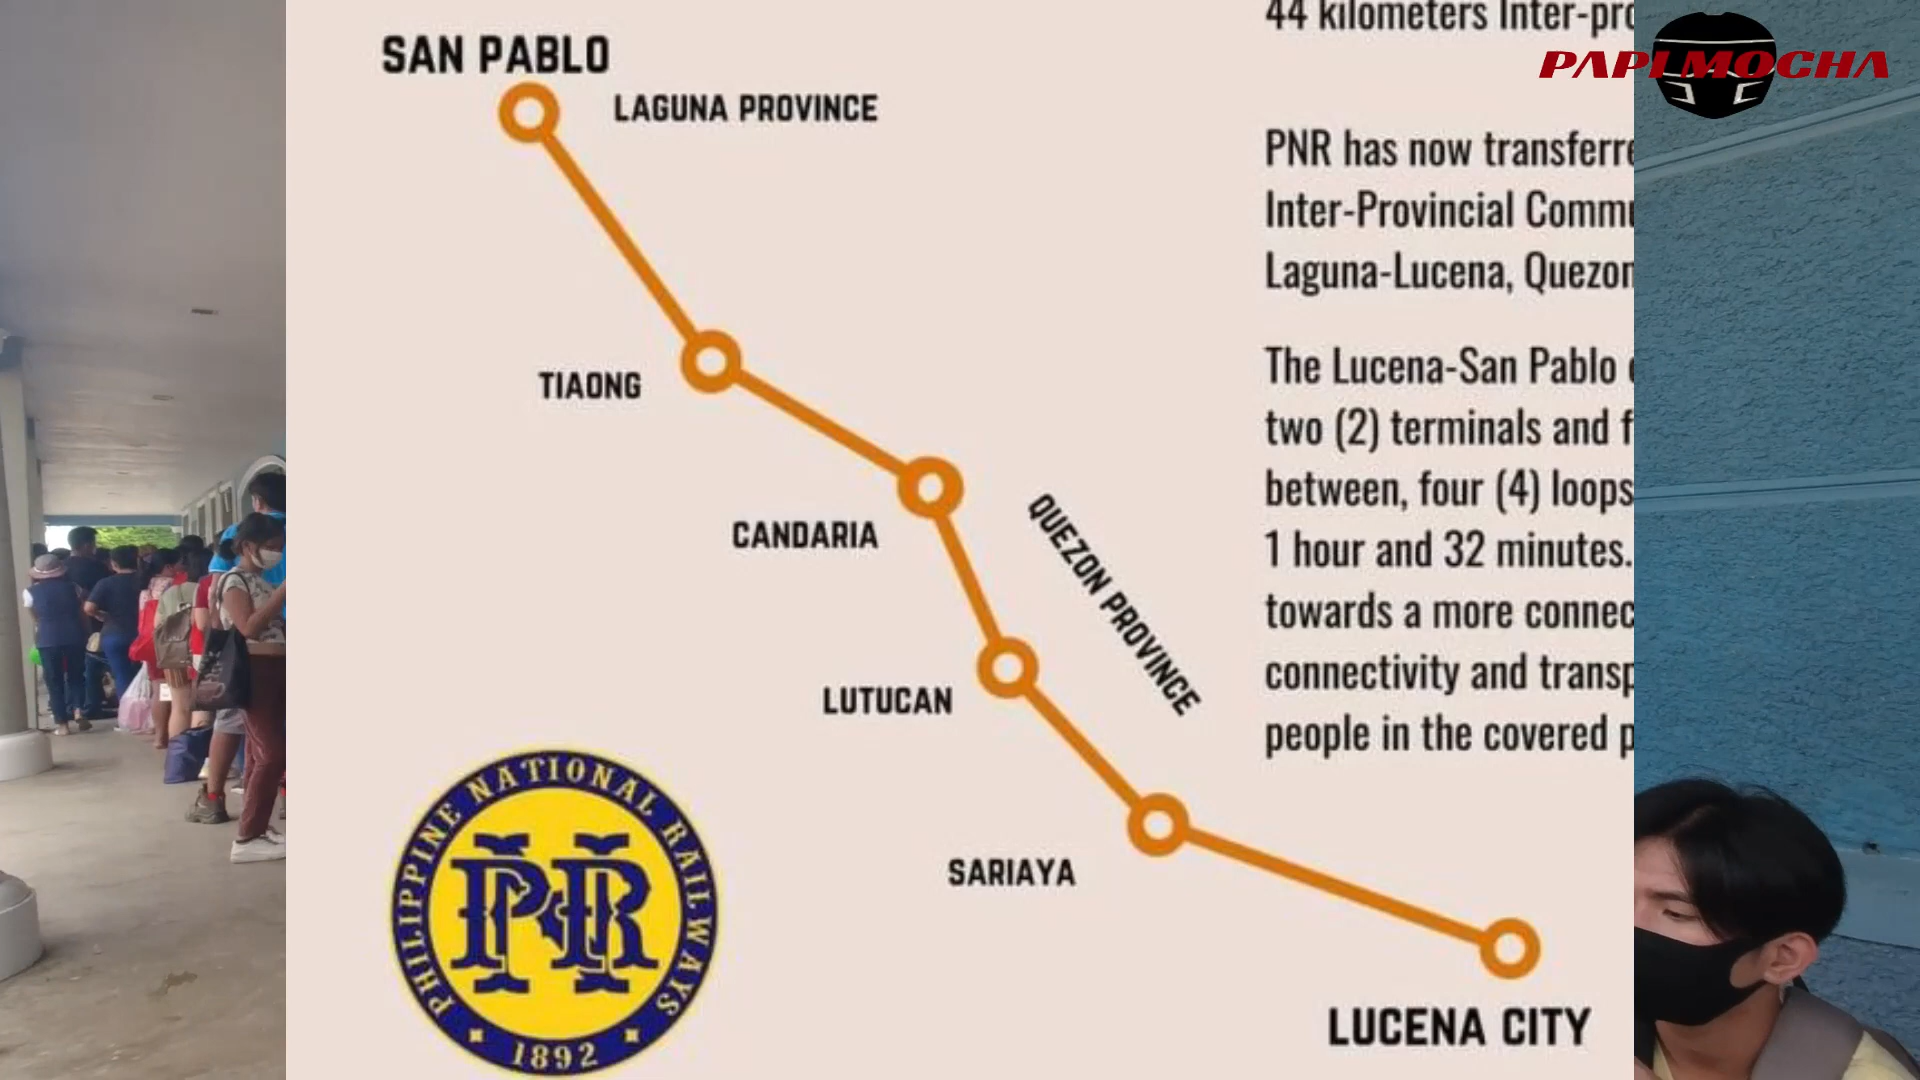 SAN PABLO
LAGUNA PROVINCE
TIAONG
CANDARIA
LUTUCAN
SARIAYA
LUCENA CITY
QUEZON PROVINCE
44 kilometers Inter-pro
PNR has now transferre
Inter-Provincial Commu
Laguna-Lucena, Quezon
The Lucena-San Pablo
two (2) terminals and f
between, four (4) loops
1 hour and 32 minutes.
towards a more connec
connectivity and transp
people in the covered p
PHILIPPINE NATIONAL RAILWAYS
PNR
1892
PAPI MOCHA